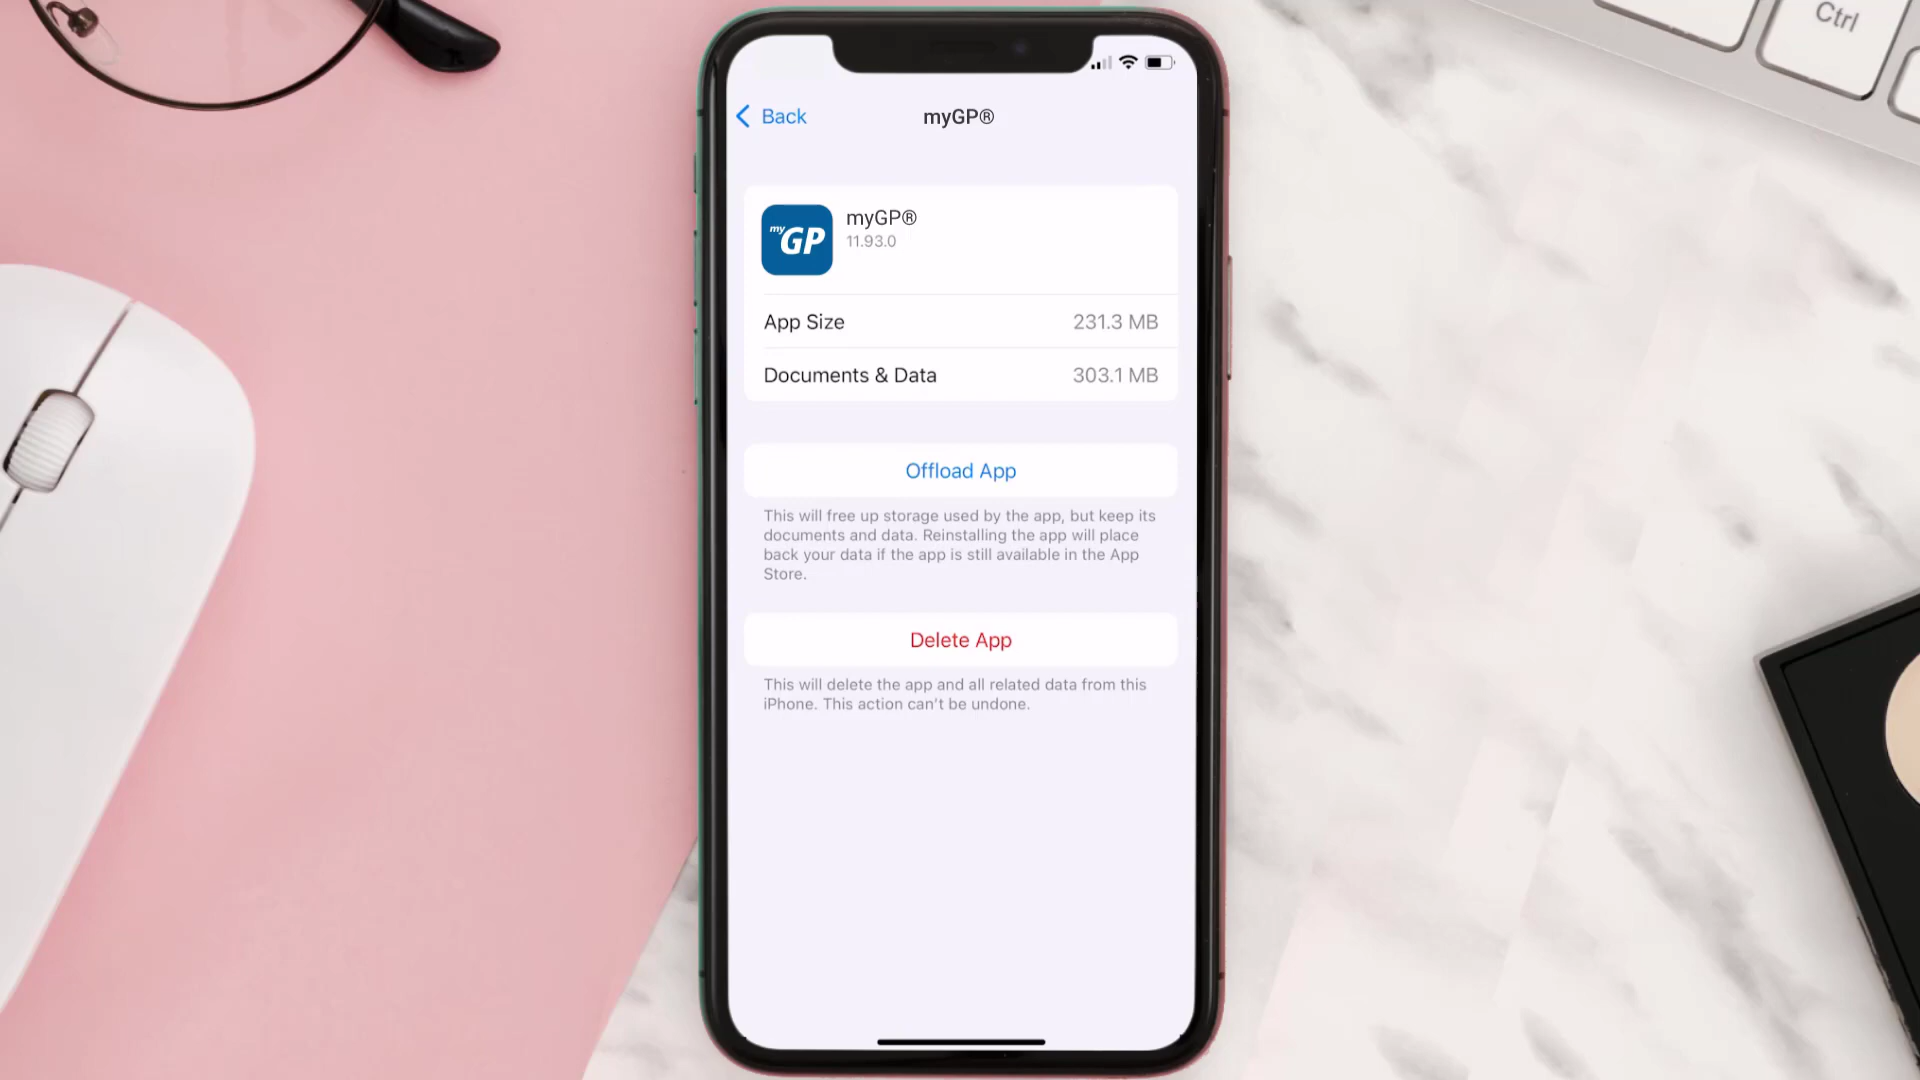 Ctrl
Back
myGP®
my GP
myGP®
11.93.0
App Size 231.3 MB
Documents & Data 303.1 MB
Offload App
This will free up storage used by the app, but keep its
documents and data. Reinstalling the app will place
back your data if the app is still available in the App
Store.
Delete App
This will delete the app and all related data from this
iPhone. This action can't be undone.